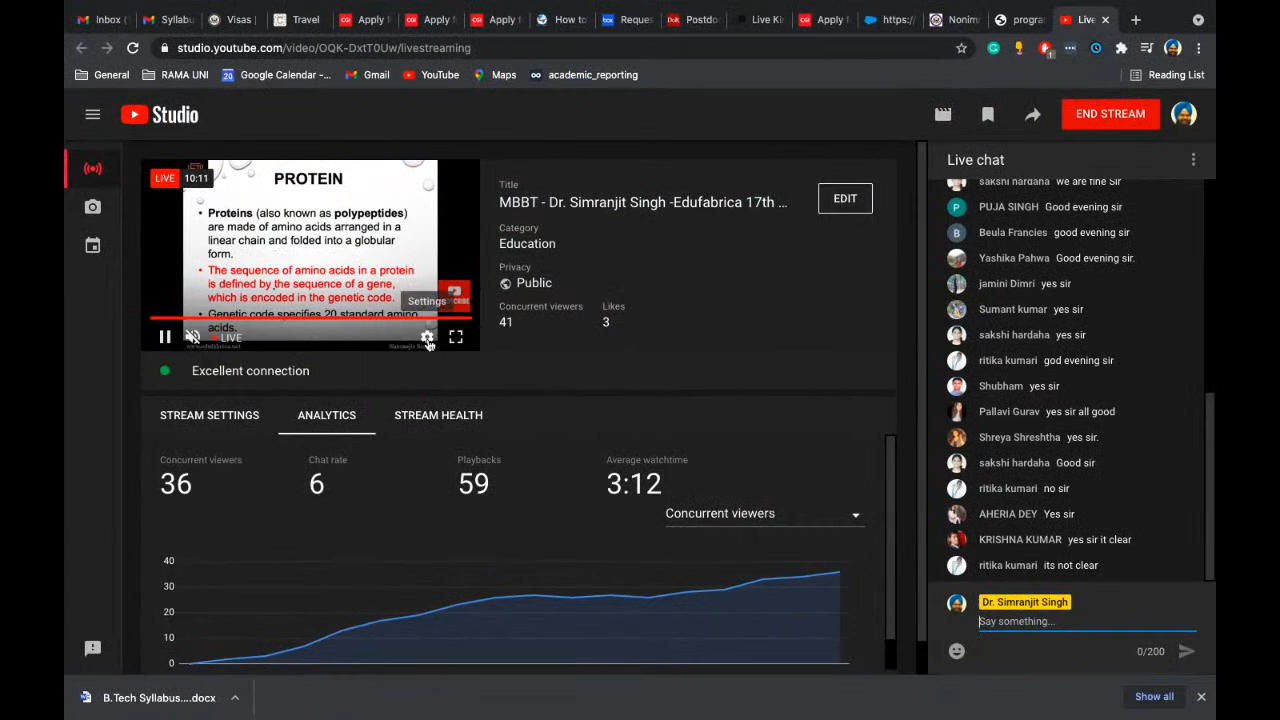 Inbox (
Syllabu
Visas |
Travel
Apply f
Apply f
Apply f
How to
Reques
Postdo
Live Ki
Apply f
https:/
Nonim
progra
Live
studio.youtube.com/video/OQK-DxtT0Uw/livestreaming
General
RAMA UNI
Google Calendar -...
Gmail
YouTube
Maps
academic_reporting
Reading List
Studio
END STREAM
LIVE 10:11
PROTEIN
• Proteins (also known as polypeptides)
are made of amino acids arranged in a
linear chain and folded into a globular
form.
• The sequence of amino acids in a protein
is defined by the sequence of a gene,
which is encoded in the genetic code.
• Genetic code specifies 20 standard amino
acids.
Settings
LIVE
www.edufabrica.net
Title
MBBT - Dr. Simranjit Singh -Edufabrica 17th ...
EDIT
Category
Education
Privacy
Public
Concurrent viewers
41
Likes
3
Excellent connection
STREAM SETTINGS
ANALYTICS
STREAM HEALTH
Concurrent viewers
36
Chat rate
6
Playbacks
59
Average watchtime
3:12
Concurrent viewers
40
30
20
10
0
Live chat
sakshi hardaha we are fine Sir
PUJA SINGH Good evening sir
Beula Francies good evening sir
Yashika Pahwa Good evening sir.
jamini Dimri yes sir
Sumant kumar yes sir
sakshi hardaha yes sir
ritika kumari god evening sir
Shubham yes sir
Pallavi Gurav yes sir all good
Shreya Shreshtha yes sir.
sakshi hardaha Good sir
ritika kumari no sir
AHERIA DEY Yes sir
KRISHNA KUMAR yes sir it clear
ritika kumari its not clear
Dr. Simranjit Singh
Say something...
0/200
B.Tech Syllabus....docx
Show all